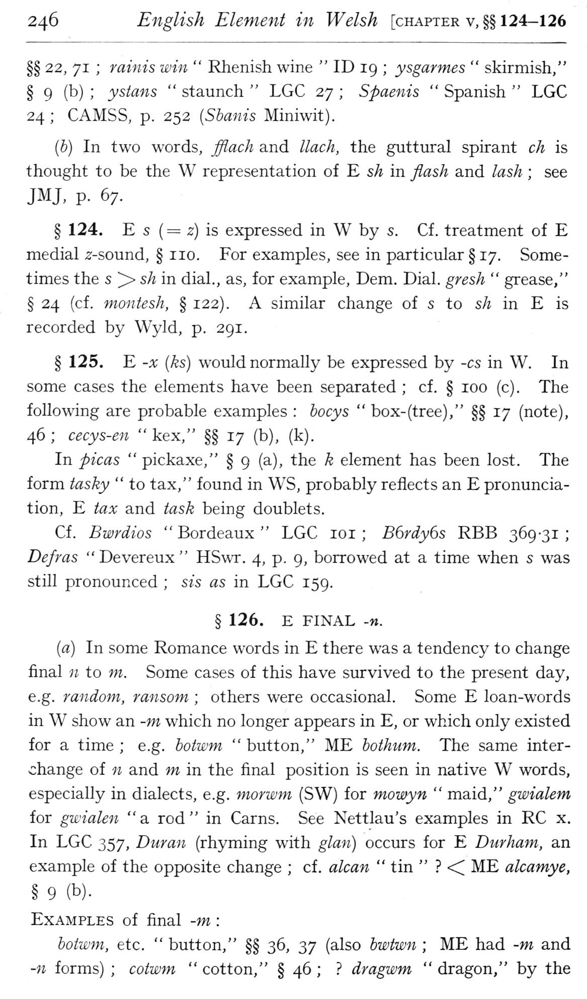 246 English Element in Welsh [CHAPTER V, §§ 124–126
§§ 22, 71 ; rainis win “ Rhenish wine ” ID 19 ; ysgarmes “ skirmish,”
§ 9 (b) ; ystans “ staunch ” LGC 27 ; Spaenis “ Spanish ” LGC
24 ; CAMSS, p. 252 (Sbanis Miniwit).
(b) In two words, fflach and llach, the guttural spirant ch is
thought to be the W representation of E sh in flash and lash ; see
JMJ, p. 67.
§ 124. E s (= z) is expressed in W by s. Cf. treatment of E
medial z-sound, § 110. For examples, see in particular § 17. Some-
times the s > sh in dial., as, for example, Dem. Dial. gresh “ grease,”
§ 24 (cf. montesh, § 122). A similar change of s to sh in E is
recorded by Wyld, p. 291.
§ 125. E -x (ks) would normally be expressed by -cs in W. In
some cases the elements have been separated ; cf. § 100 (c). The
following are probable examples : bocys “ box-(tree),” §§ 17 (note),
46 ; cecys-en “ kex,” §§ 17 (b), (k).
In picas “ pickaxe,” § 9 (a), the k element has been lost. The
form tasky “ to tax,” found in WS, probably reflects an E pronuncia-
tion, E tax and task being doublets.
Cf. Bwrdios “ Bordeaux ” LGC 101 ; B6rdy6s RBB 369·31 ;
Defras “ Devereux ” HSwr. 4, p. 9, borrowed at a time when s was
still pronounced ; sis as in LGC 159.
§ 126. E FINAL -n.
(a) In some Romance words in E there was a tendency to change
final n to m. Some cases of this have survived to the present day,
e.g. random, ransom ; others were occasional. Some E loan-words
in W show an -m which no longer appears in E, or which only existed
for a time ; e.g. botwm “ button,” ME bothum. The same inter-
change of n and m in the final position is seen in native W words,
especially in dialects, e.g. morwm (SW) for mowyn “ maid,” gwialem
for gwialen “ a rod ” in Carns. See Nettlau’s examples in RC x.
In LGC 357, Duran (rhyming with glan) occurs for E Durham, an
example of the opposite change ; cf. alcan “ tin ” ? < ME alcamye,
§ 9 (b).
EXAMPLES of final -m :
botwm, etc. “ button,” §§ 36, 37 (also bwtwn ; ME had -m and
-n forms) ; cotwm “ cotton,” § 46 ; ? dragwm “ dragon,” by the